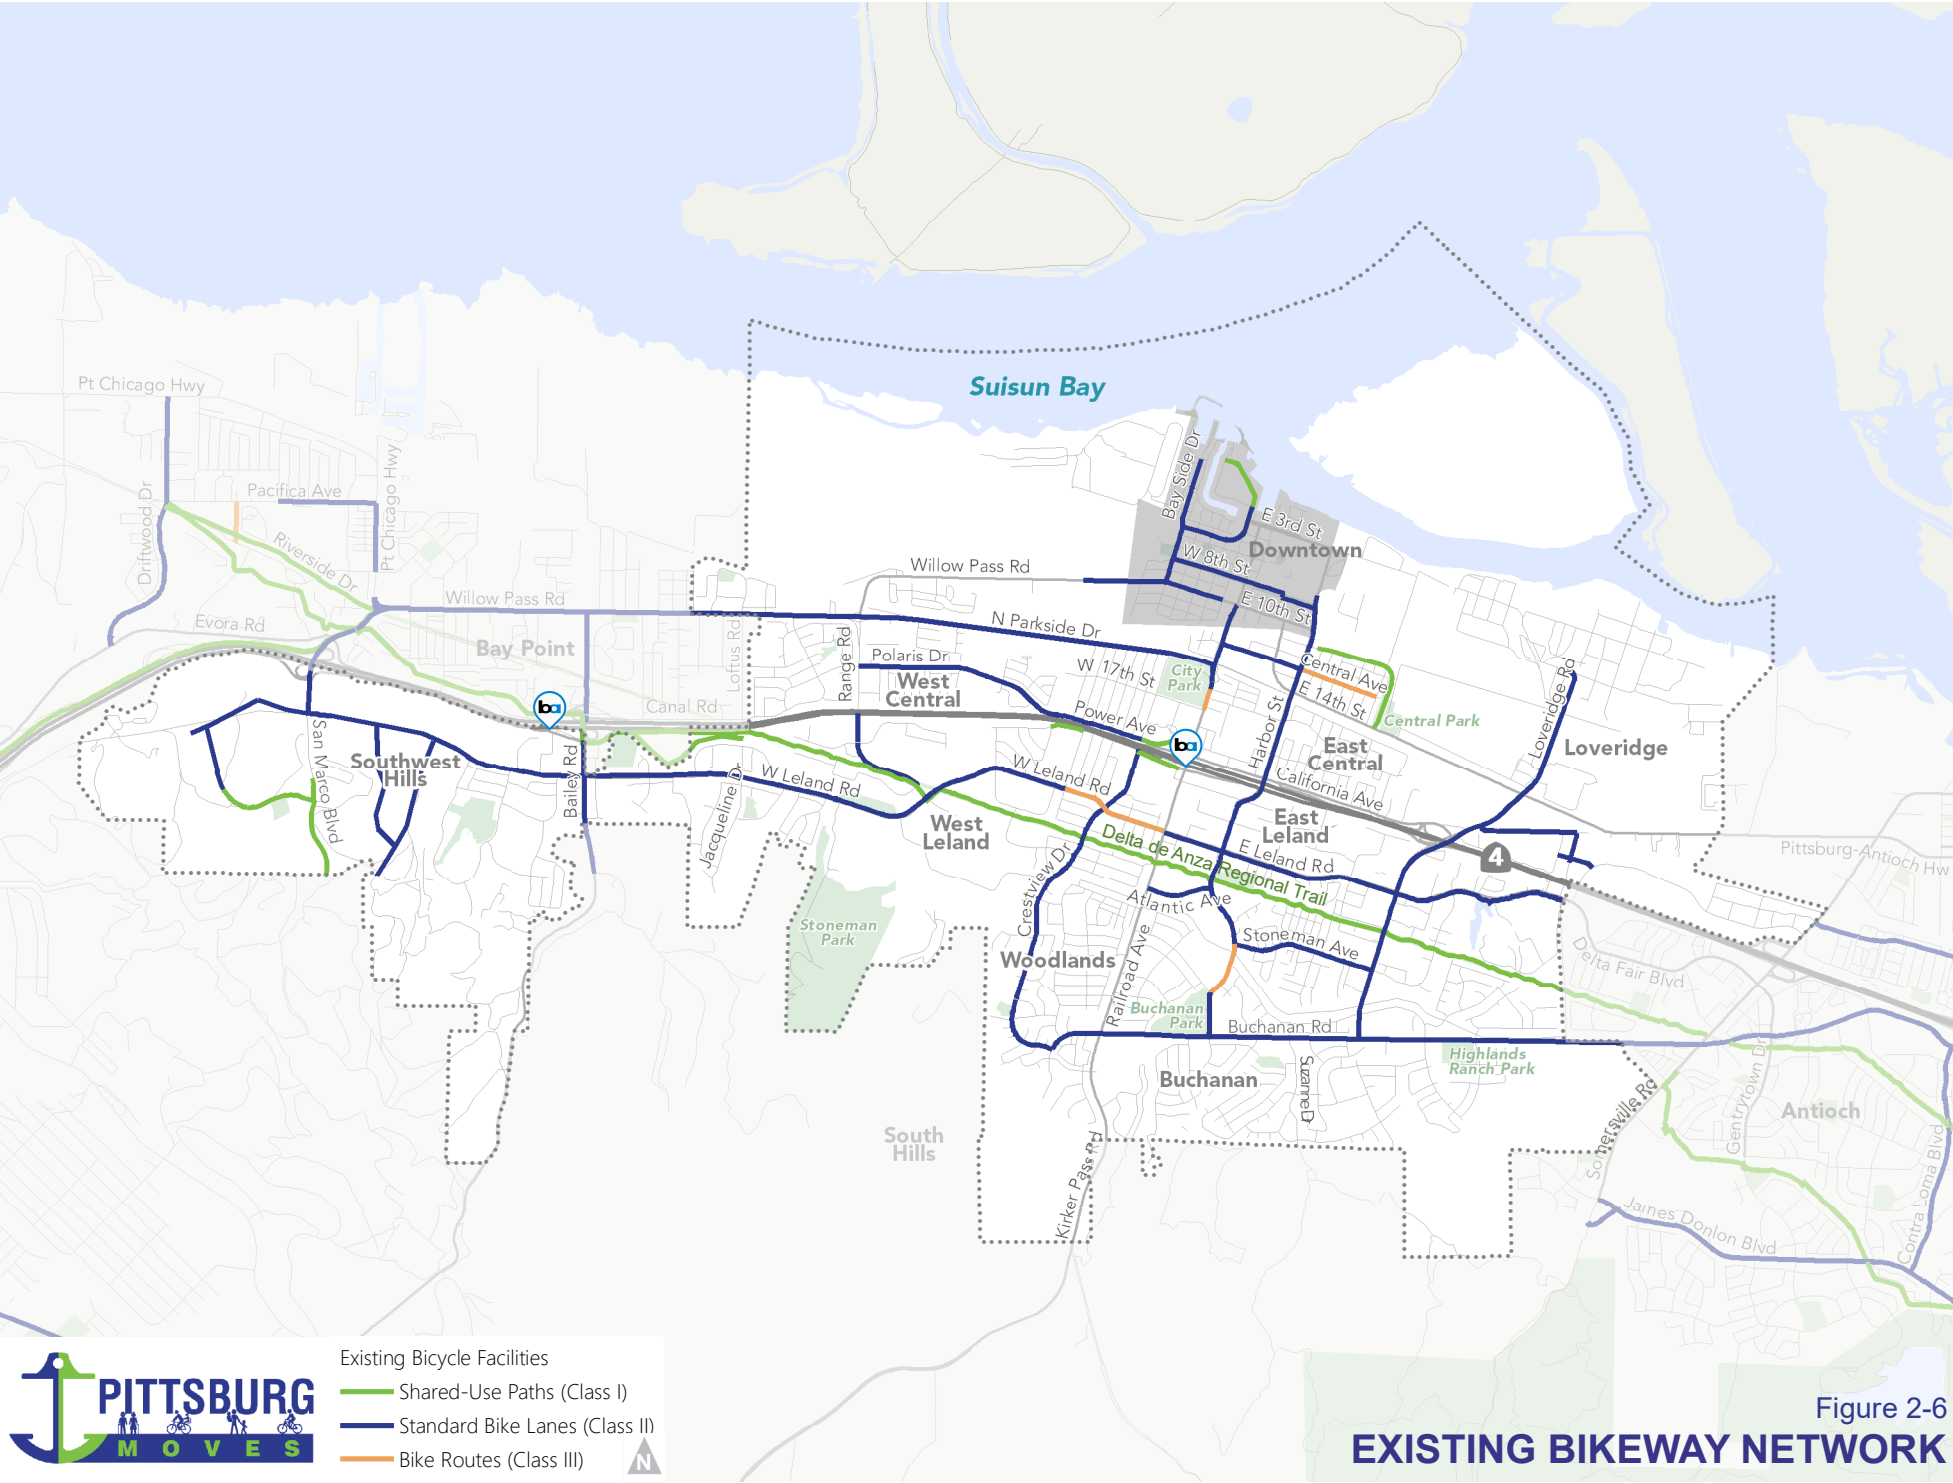 Suisun Bay
Pt Chicago Hwy
Pacifica Ave
Pt Chicago Hwy
Driftwood Dr
Riverside Dr
Willow Pass Rd
Evora Rd
Bay Point
Loftus Rd
Canal Rd
Bay Side Dr
E 3rd St
Downtown
W 8th St
E 10th St
Willow Pass Rd
N Parkside Dr
Range Rd
Polaris Dr
West
Central
W 17th St
City
Park
Power Ave
Central Ave
E 14th St
Central Park
Harbor St
East
Central
California Ave
Loveridge Rd
Loveridge
ba
ba
San Marco Blvd
Southwest
Hills
Bailey Rd
Jacqueline Dr
W Leland Rd
W Leland Rd
West
Leland
East
Leland
E Leland Rd
4
Delta de Anza Regional Trail
Pittsburg-Antioch Hw
Crestview Dr
Atlantic Ave
Stoneman
Park
Stoneman Ave
Woodlands
Railroad Ave
Delta Fair Blvd
Buchanan
Park
Buchanan Rd
Highlands
Ranch Park
Buchanan
Suzanne Dr
Somersville Rd
Gentrytown Dr
Antioch
South
Hills
Kirker Pass Rd
James Donlon Blvd
Contra Loma Blvd
PITTSBURG
MOVES
Existing Bicycle Facilities
Shared-Use Paths (Class I)
Standard Bike Lanes (Class II)
Bike Routes (Class III)
N
Figure 2-6
EXISTING BIKEWAY NETWORK